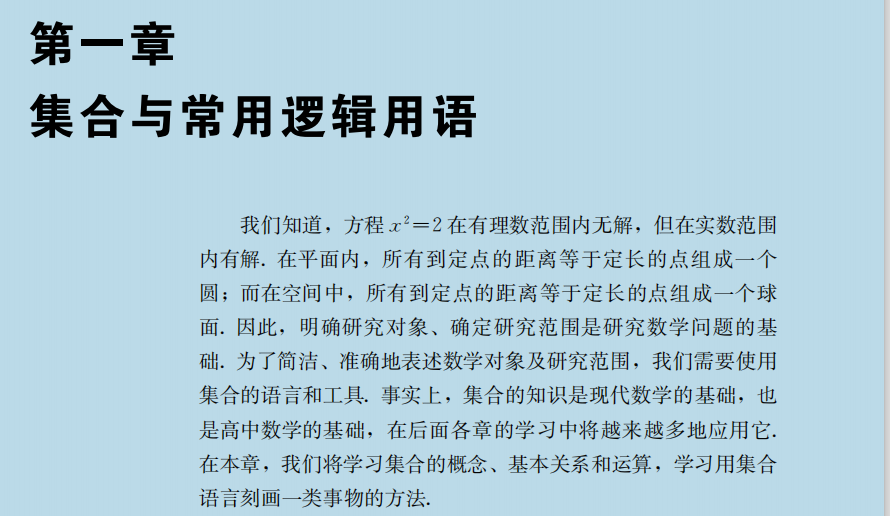 第一章
集合与常用逻辑用语
我们知道，方程 x²＝2 在有理数范围内无解，但在实数范围
内有解. 在平面内，所有到定点的距离等于定长的点组成一个
圆；而在空间中，所有到定点的距离等于定长的点组成一个球
面. 因此，明确研究对象、确定研究范围是研究数学问题的基
础. 为了简洁、准确地表述数学对象及研究范围，我们需要使用
集合的语言和工具. 事实上，集合的知识是现代数学的基础，也
是高中数学的基础，在后面各章的学习中将越来越多地应用它.
在本章，我们将学习集合的概念、基本关系和运算，学习用集合
语言刻画一类事物的方法.